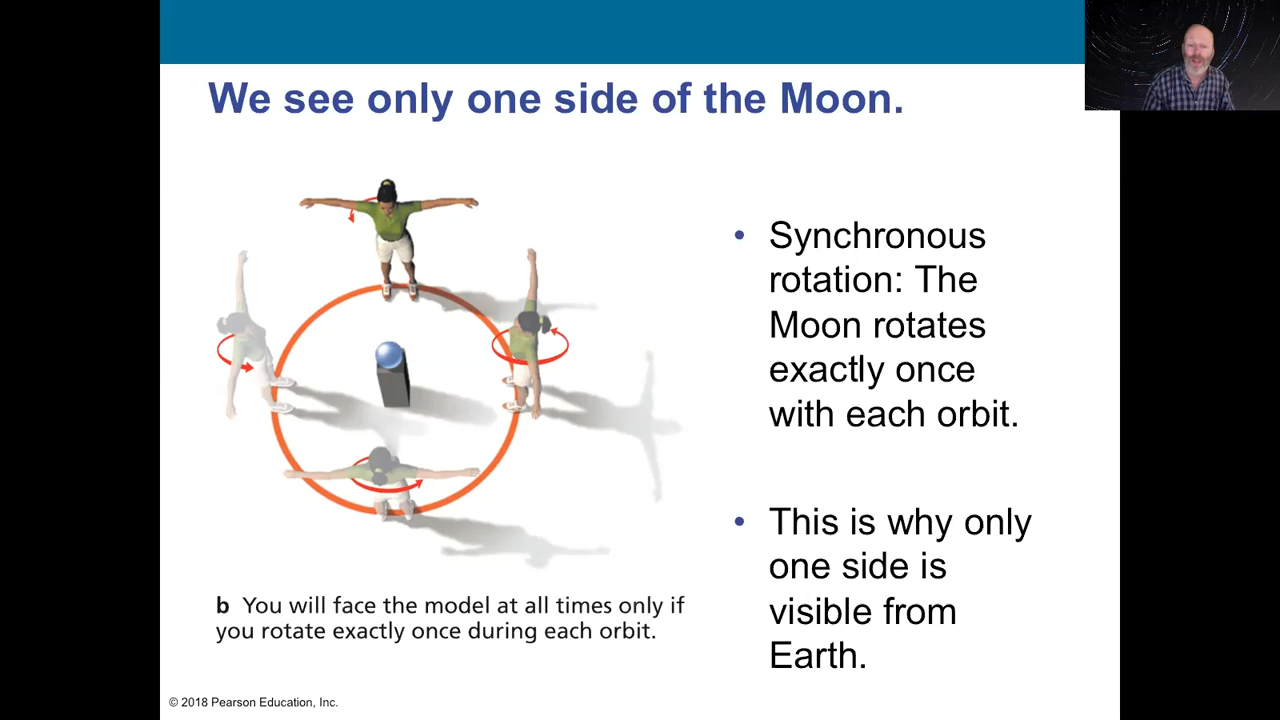 We see only one side of the Moon.
• Synchronous
rotation: The
Moon rotates
exactly once
with each orbit.
• This is why only
one side is
visible from
Earth.
b You will face the model at all times only if
you rotate exactly once during each orbit.
© 2018 Pearson Education, Inc.